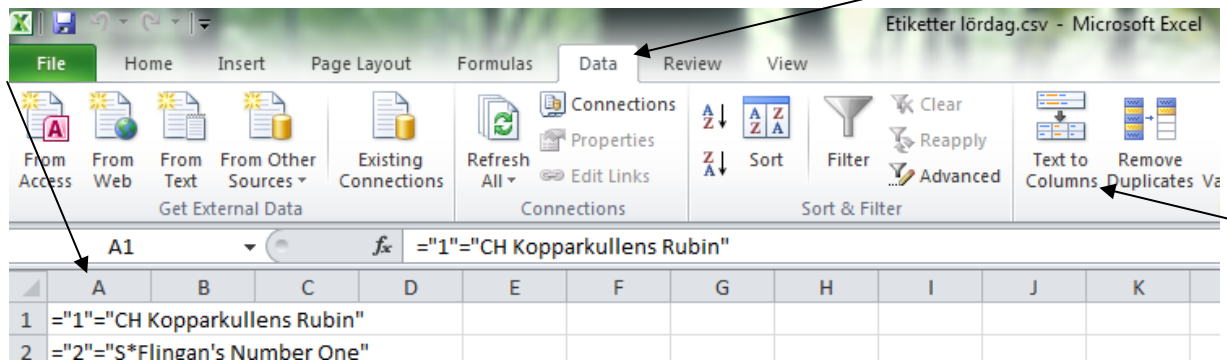 Etiketter lördag.csv - Microsoft Excel
File Home Insert Page Layout Formulas Data Review View
From Access
From Web
From Text
From Other Sources
Existing Connections
Get External Data
Refresh All
Connections
Properties
Edit Links
Connections
A Z
Z A
A Z Z A
Sort
Filter
Clear
Reapply
Advanced
Sort & Filter
Text to Columns
Remove Duplicates
Va
A1 fx ="1"="CH Kopparkullens Rubin"
A B C D E F G H I J K
1 ="1"="CH Kopparkullens Rubin"
2 ="2"="S*Flingan's Number One"